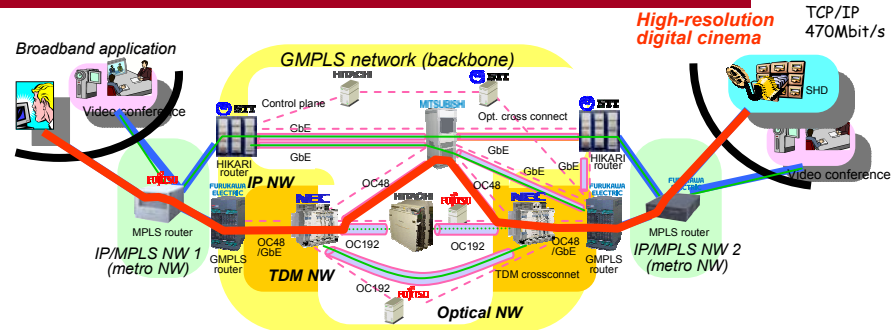 High-resolution
digital cinema
TCP/IP
470Mbit/s
Broadband application
GMPLS network (backbone)
HITACHI
NTT
Control plane
MITSUBISHI
Opt. cross connect
NTT
NTT
SHD
Video conference
GbE
GbE
GbE
GbE
GbE
HIKARI
router
HIKARI
router
Video conference
FUJITSU
IP NW
OC48
OC48
FURUKAWA
ELECTRIC
NEC
HITACHI
FUJITSU
NEC
FURUKAWA
ELECTRIC
FURUKAWA
ELECTRIC
MPLS router
OC48
/GbE
OC192
OC192
OC48
/GbE
MPLS router
IP/MPLS NW 1
(metro NW)
GMPLS
router
TDM NW
OC192
FUJITSU
TDM crossconnet
GMPLS
router
IP/MPLS NW 2
(metro NW)
Optical NW